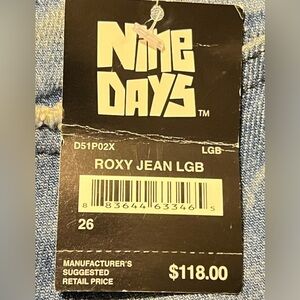 NINE
DAYS TM
D51P02X LGB
ROXY JEAN LGB
8 83644 63346 5
26
MANUFACTURER'S
SUGGESTED
RETAIL PRICE $118.00